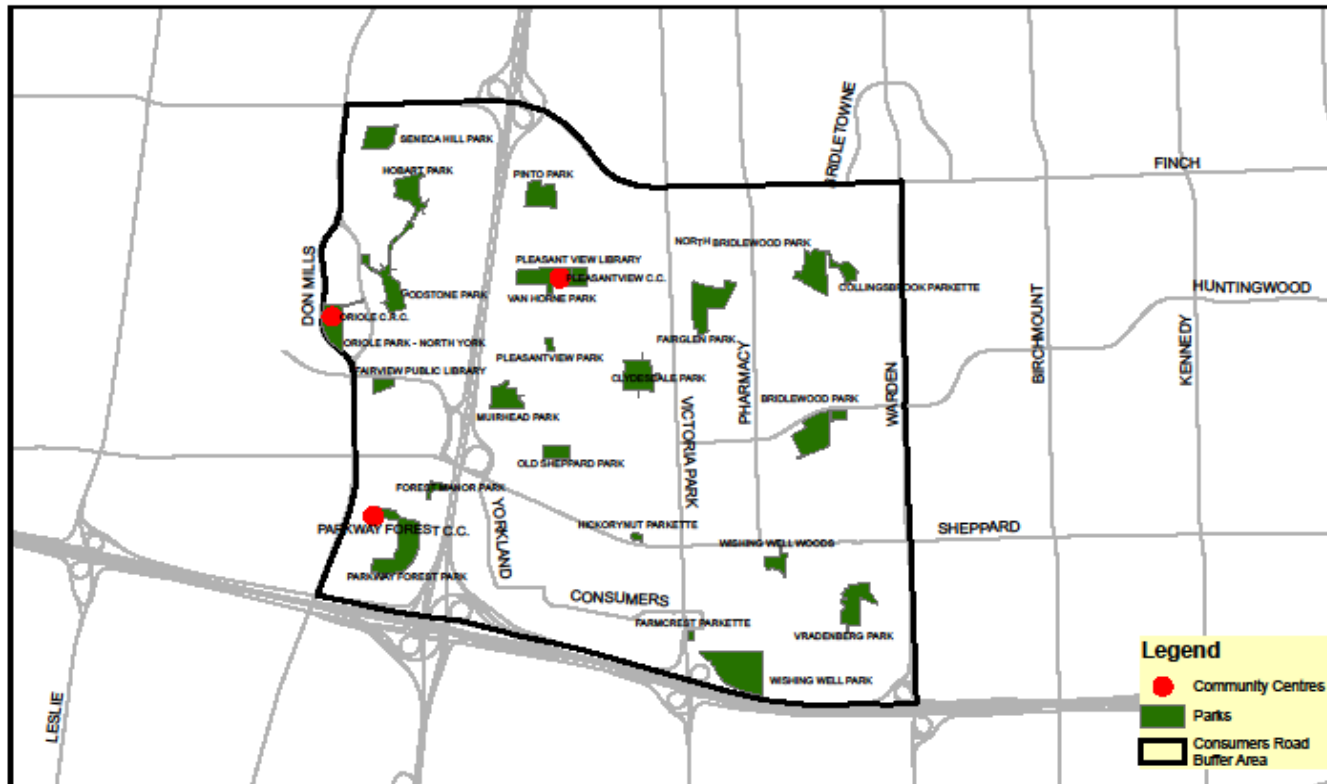 BRIDLETOWNE
FINCH
SENECA HILL PARK
HOBART PARK
PINTO PARK
NORTH BRIDLEWOOD PARK
DON MILLS
PLEASANT VIEW LIBRARY
PLEASANTVIEW C.C.
COLLINGSBROOK PARKETTE
HUNTINGWOOD
GODSTONE PARK
VAN HORNE PARK
ORIOLE C.R.C.
FAIRGLEN PARK
ORIOLE PARK - NORTH YORK
PLEASANTVIEW PARK
FAIRVIEW PUBLIC LIBRARY
CLYDESDALE PARK
BIRCHMOUNT
KENNEDY
PHARMACY
WARDEN
BRIDLEWOOD PARK
MUIRHEAD PARK
VICTORIA PARK
OLD SHEPPARD PARK
FOREST MANOR PARK
YORKLAND
HICKORYNUT PARKETTE
SHEPPARD
PARKWAY FOREST C.C.
WISHING WELL WOODS
PARKWAY FOREST PARK
CONSUMERS
FARMCREST PARKETTE
VRADENBERG PARK
WISHING WELL PARK
LESLIE
Legend
Community Centres
Parks
Consumers Road
Buffer Area